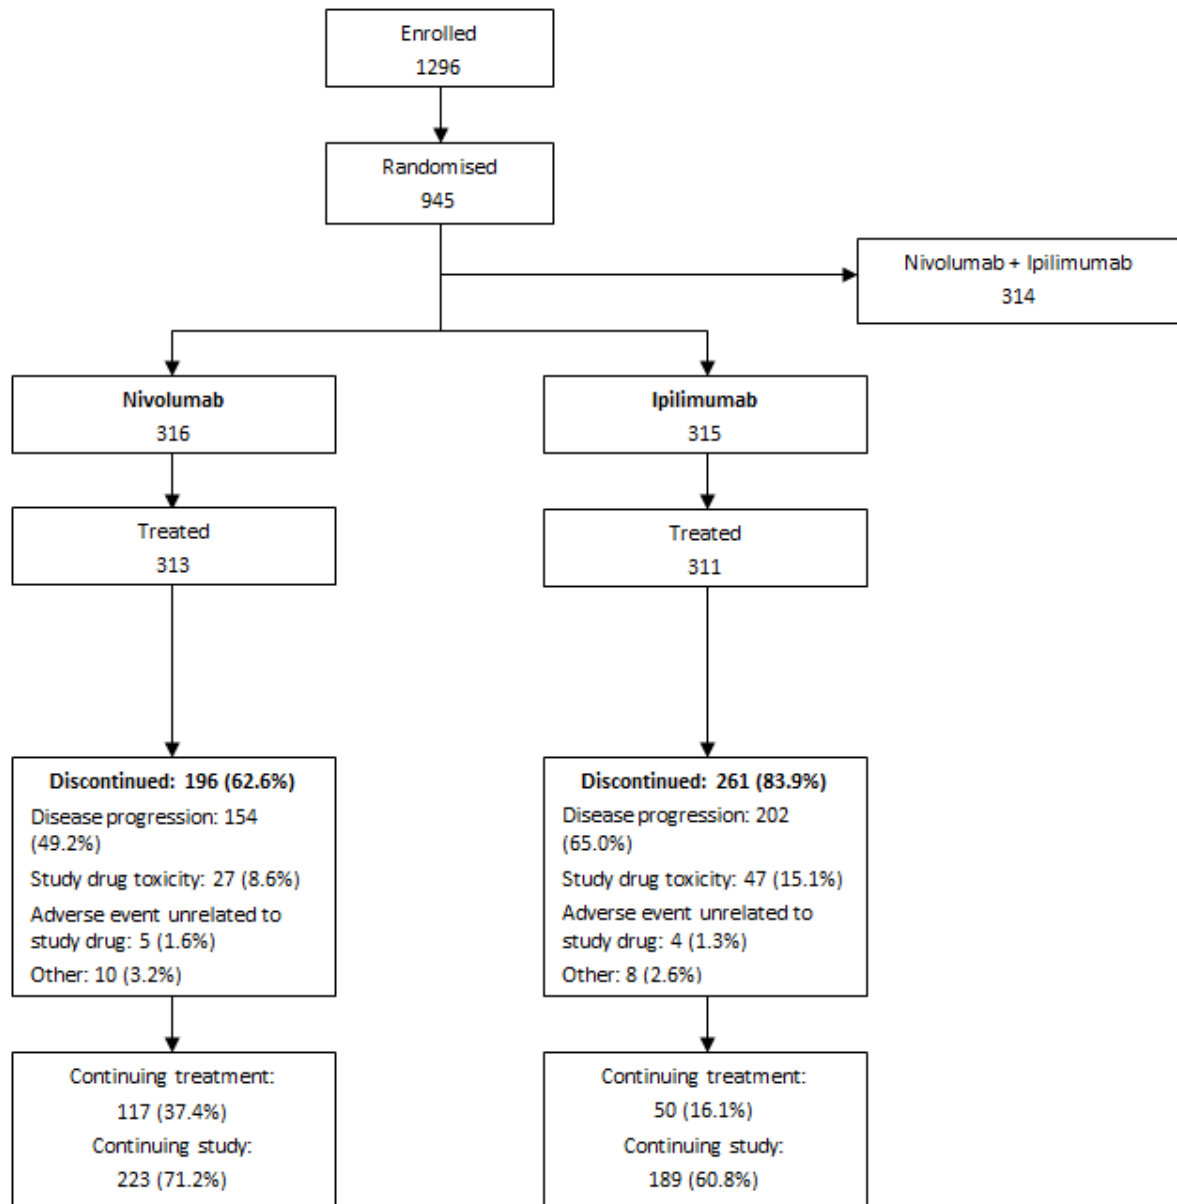 Enrolled
1296
Randomised
945
Nivolumab + Ipilimumab
314
Nivolumab
316
Ipilimumab
315
Treated
313
Treated
311
Discontinued: 196 (62.6%)
Disease progression: 154
(49.2%)
Study drug toxicity: 27 (8.6%)
Adverse event unrelated to
study drug: 5 (1.6%)
Other: 10 (3.2%)
Discontinued: 261 (83.9%)
Disease progression: 202
(65.0%)
Study drug toxicity: 47 (15.1%)
Adverse event unrelated to
study drug: 4 (1.3%)
Other: 8 (2.6%)
Continuing treatment:
117 (37.4%)
Continuing study:
223 (71.2%)
Continuing treatment:
50 (16.1%)
Continuing study:
189 (60.8%)